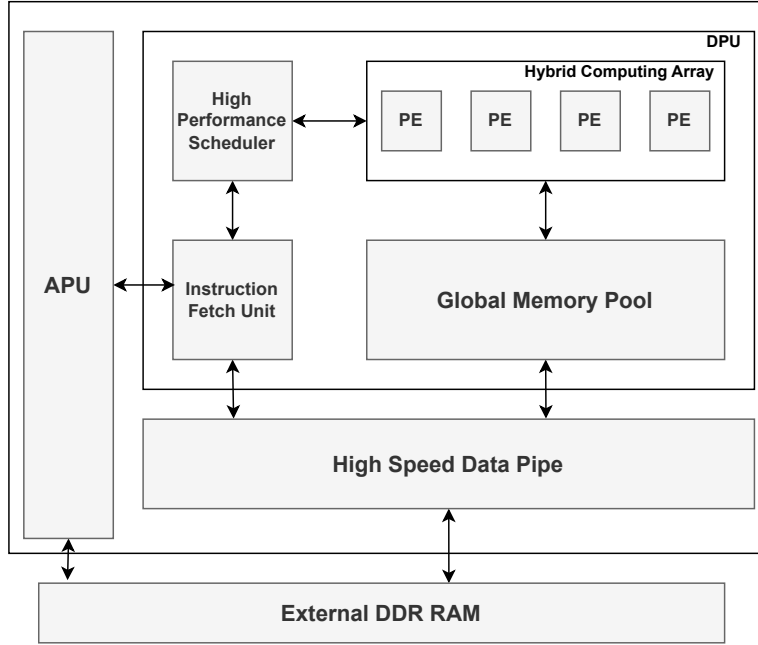 DPU
Hybrid Computing Array
High
Performance
Scheduler
PE
PE
PE
PE
APU
Instruction
Fetch Unit
Global Memory Pool
High Speed Data Pipe
External DDR RAM